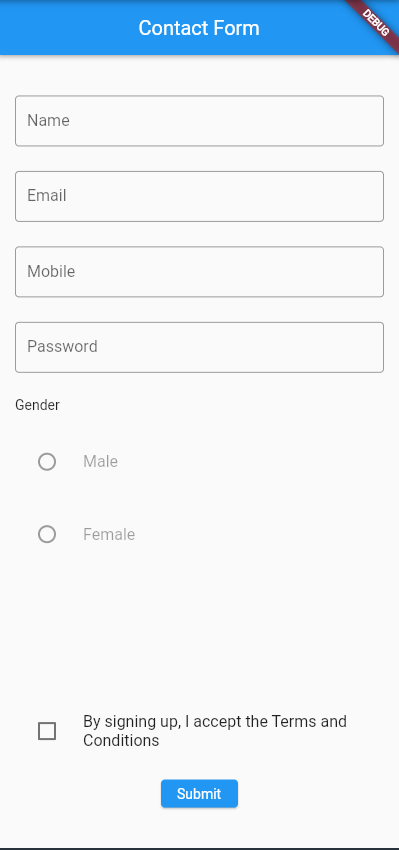 Contact Form
DEBUG
Name
Email
Mobile
Password
Gender
Male
Female
By signing up, I accept the Terms and
Conditions
Submit